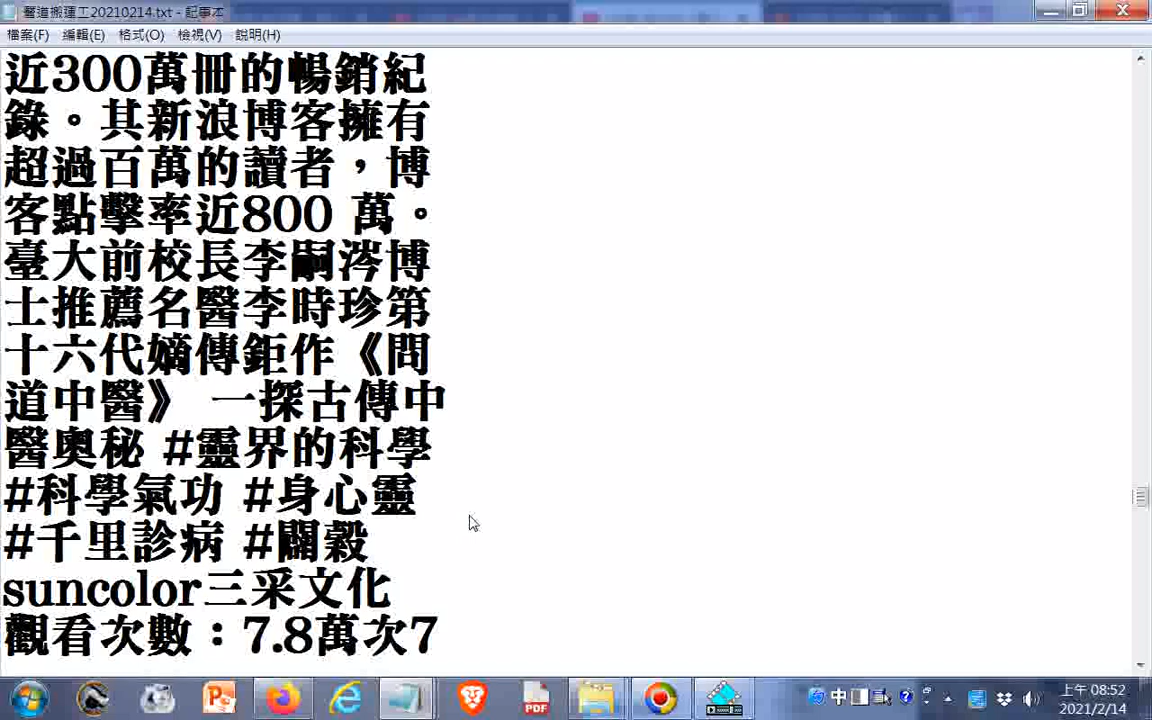 醫道搬運工20210214.txt - 記事本
檔案(F) 編輯(E) 格式(O) 檢視(V) 說明(H)
近300萬冊的暢銷紀
錄。其新浪博客擁有
超過百萬的讀者，博
客點擊率近800 萬。
臺大前校長李嗣涔博
士推薦名醫李時珍第
十六代嫡傳鉅作《問
道中醫》 一探古傳中
醫奧秘 #靈界的科學
#科學氣功 #身心靈
#千里診病 #闢穀
suncolor三采文化
觀看次數：7.8萬次7
PDF
中
上午 08:52
2021/2/14